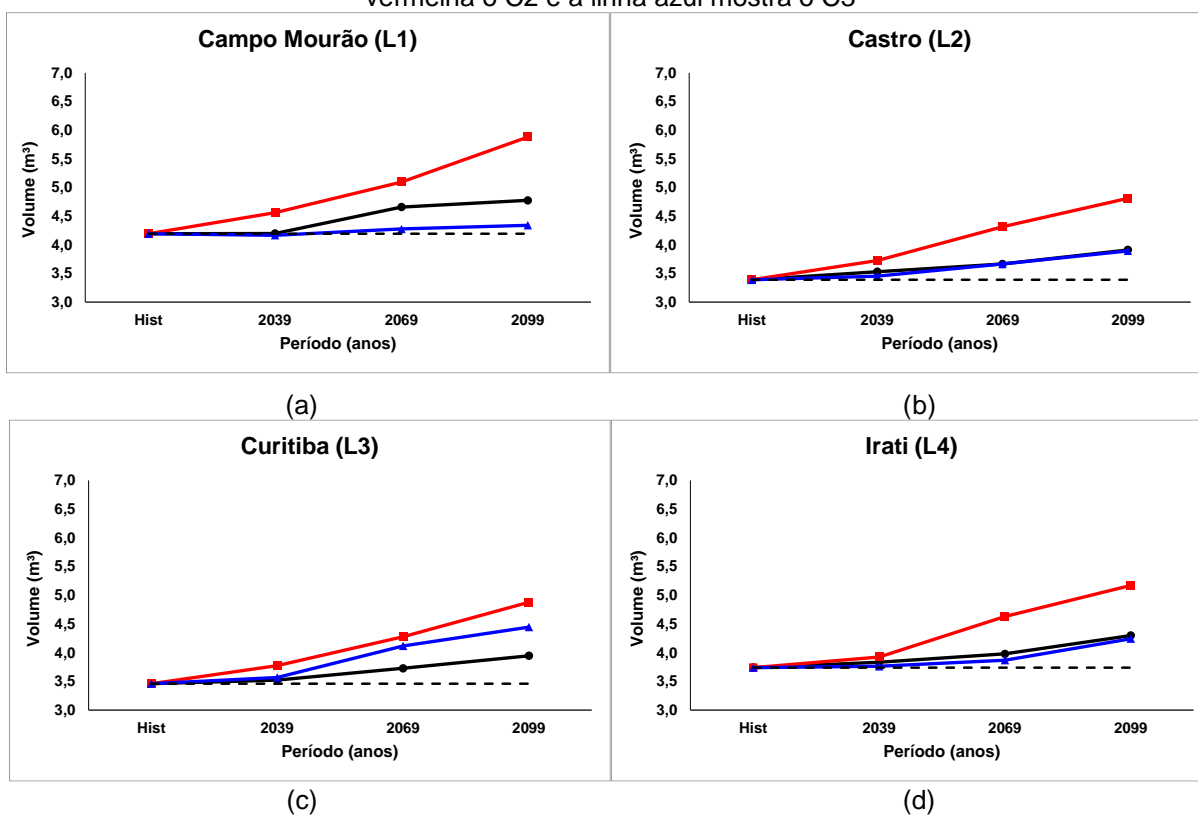 vermelha o C2 e a linha azul mostra o C3
Campo Mourão (L1)
7,0
6,5
6,0
5,5
5,0
4,5
4,0
3,5
3,0
Volume (m³)
Hist 2039 2069 2099
Período (anos)
(a)
Castro (L2)
7,0
6,5
6,0
5,5
5,0
4,5
4,0
3,5
3,0
Volume (m³)
Hist 2039 2069 2099
Período (anos)
(b)
Curitiba (L3)
7,0
6,5
6,0
5,5
5,0
4,5
4,0
3,5
3,0
Volume (m³)
Hist 2039 2069 2099
Período (anos)
(c)
Irati (L4)
7,0
6,5
6,0
5,5
5,0
4,5
4,0
3,5
3,0
Volume (m³)
Hist 2039 2069 2099
Período (anos)
(d)